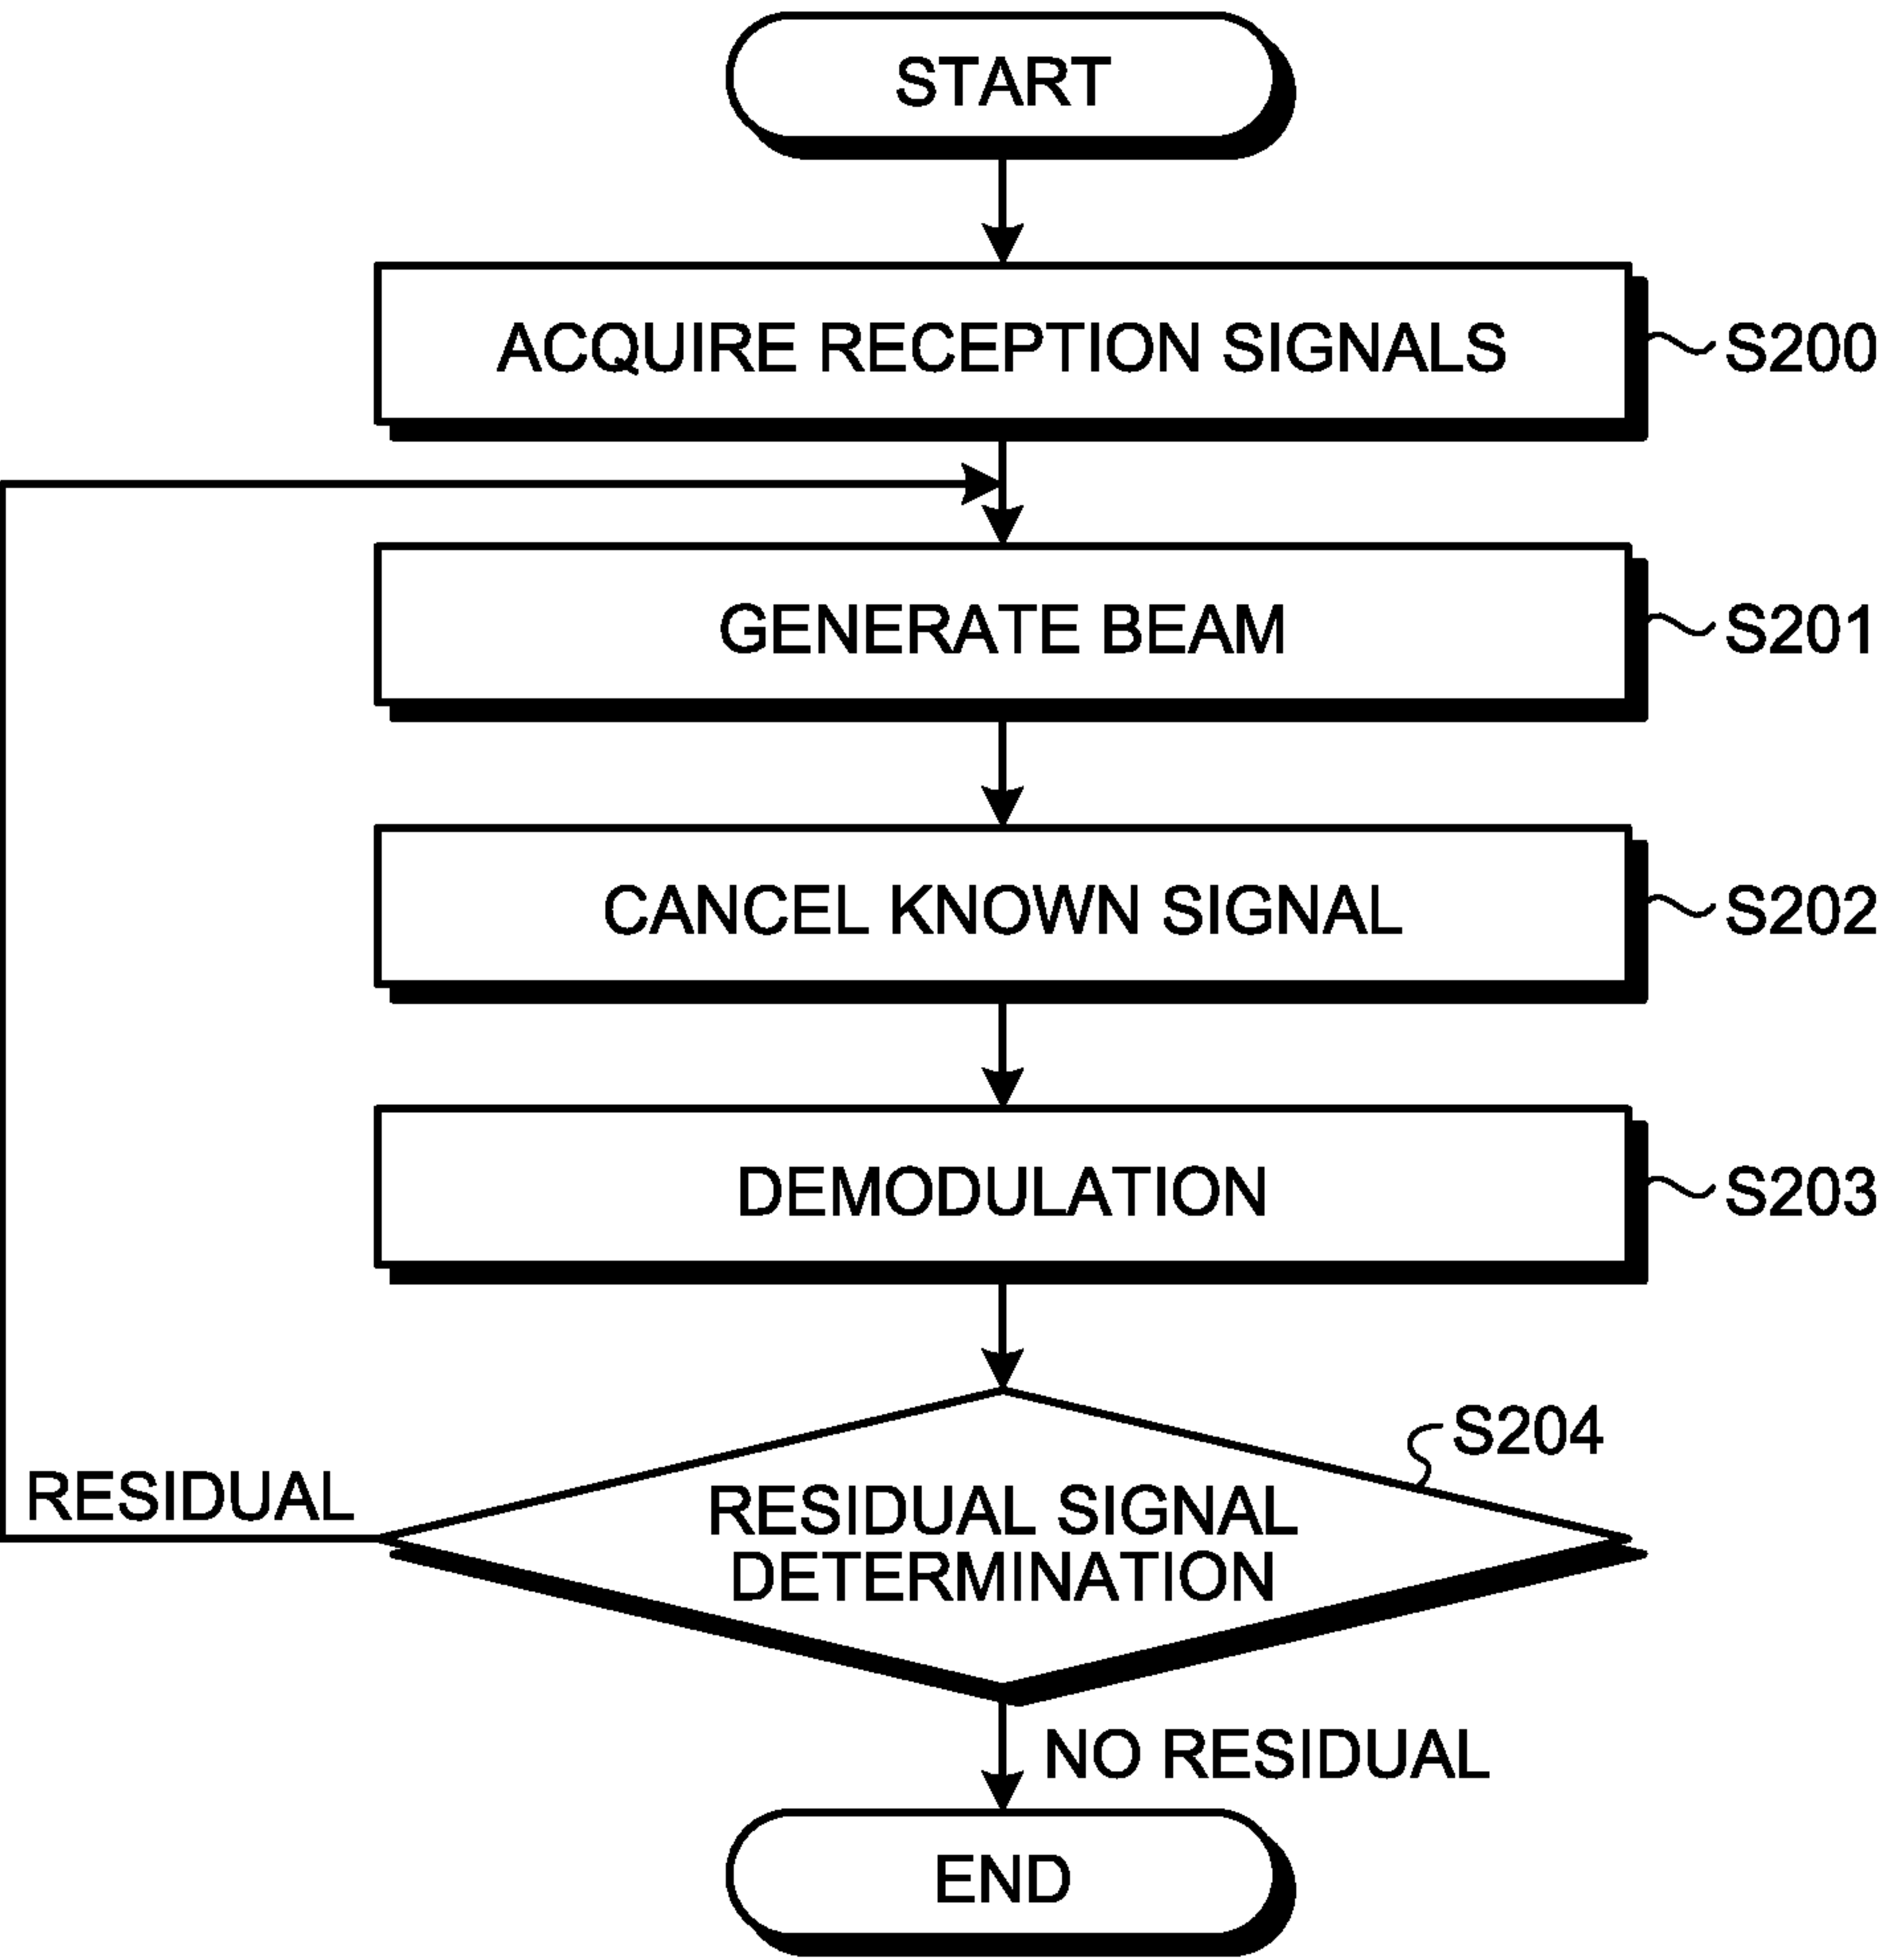 START
ACQUIRE RECEPTION SIGNALS
S200
GENERATE BEAM
S201
CANCEL KNOWN SIGNAL
S202
DEMODULATION
S203
S204
RESIDUAL
RESIDUAL SIGNAL
DETERMINATION
NO RESIDUAL
END